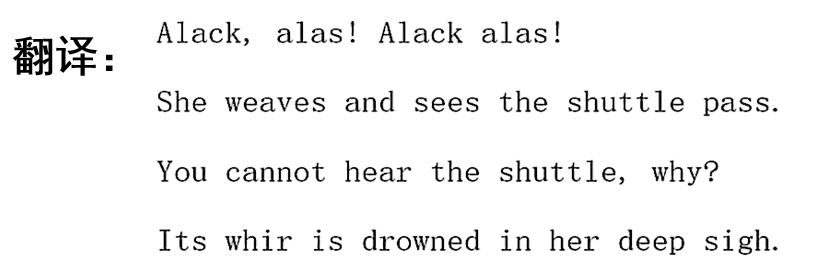 翻译：
Alack, alas! Alack alas!
She weaves and sees the shuttle pass.
You cannot hear the shuttle, why?
Its whir is drowned in her deep sigh.